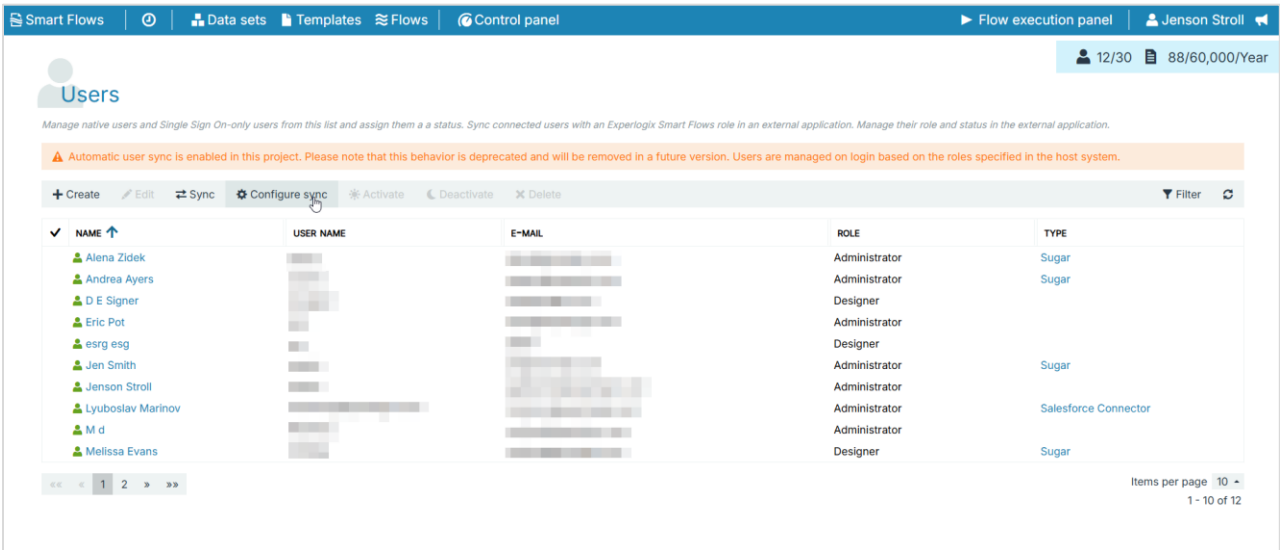 Smart Flows Data sets Templates Flows Control panel Flow execution panel Jenson Stroll
12/30 88/60,000/Year
Users
Manage native users and Single Sign On-only users from this list and assign them a a status. Sync connected users with an Experlogix Smart Flows role in an external application. Manage their role and status in the external application.
Automatic user sync is enabled in this project. Please note that this behavior is deprecated and will be removed in a future version. Users are managed on login based on the roles specified in the host system.
Create Edit Sync Configure sync Activate Deactivate Delete Filter
NAME USER NAME E-MAIL ROLE TYPE
Alena Zidek Administrator Sugar
Andrea Ayers Administrator Sugar
D E Signer Designer
Eric Pot Administrator
esrg esg Designer
Jen Smith Administrator Sugar
Jenson Stroll Administrator
Lyuboslav Marinov Administrator Salesforce Connector
M d Administrator
Melissa Evans Designer Sugar
«« « 1 2 » »» Items per page 10
1 - 10 of 12